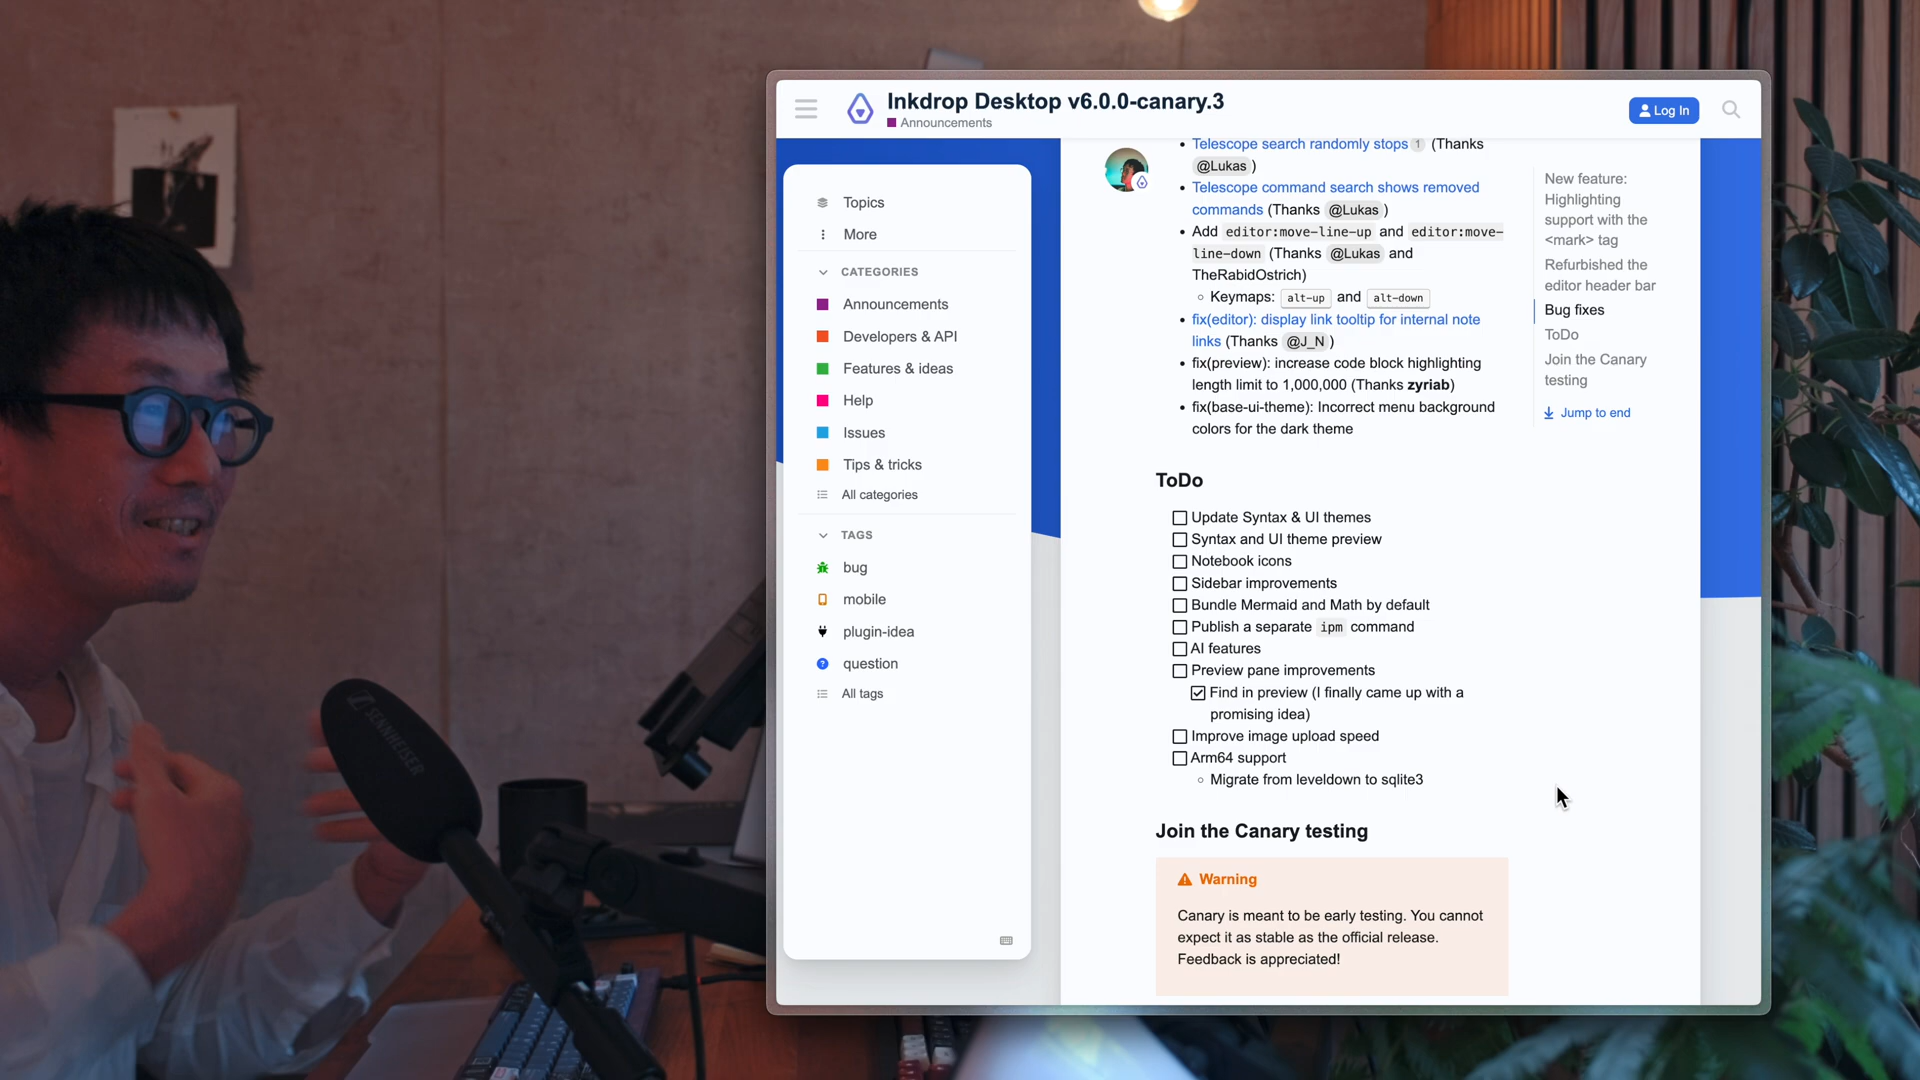 Inkdrop Desktop v6.0.0-canary.3
Announcements
Log In
Topics
More
CATEGORIES
Announcements
Developers & API
Features & ideas
Help
Issues
Tips & tricks
All categories
TAGS
bug
mobile
plugin-idea
question
All tags
Telescope search randomly stops 1 (Thanks
@Lukas )
Telescope command search shows removed
commands (Thanks @Lukas )
Add editor:move-line-up and editor:move-
line-down (Thanks @Lukas and
TheRabidOstrich)
Keymaps: alt-up and alt-down
fix(editor): display link tooltip for internal note
links (Thanks @J_N )
fix(preview): increase code block highlighting
length limit to 1,000,000 (Thanks zyriab)
fix(base-ui-theme): Incorrect menu background
colors for the dark theme
ToDo
Update Syntax & UI themes
Syntax and UI theme preview
Notebook icons
Sidebar improvements
Bundle Mermaid and Math by default
Publish a separate ipm command
AI features
Preview pane improvements
Find in preview (I finally came up with a
promising idea)
Improve image upload speed
Arm64 support
Migrate from leveldown to sqlite3
Join the Canary testing
Warning
Canary is meant to be early testing. You cannot
expect it as stable as the official release.
Feedback is appreciated!
New feature:
Highlighting
support with the
<mark> tag
Refurbished the
editor header bar
Bug fixes
ToDo
Join the Canary
testing
Jump to end
SENNHEISER